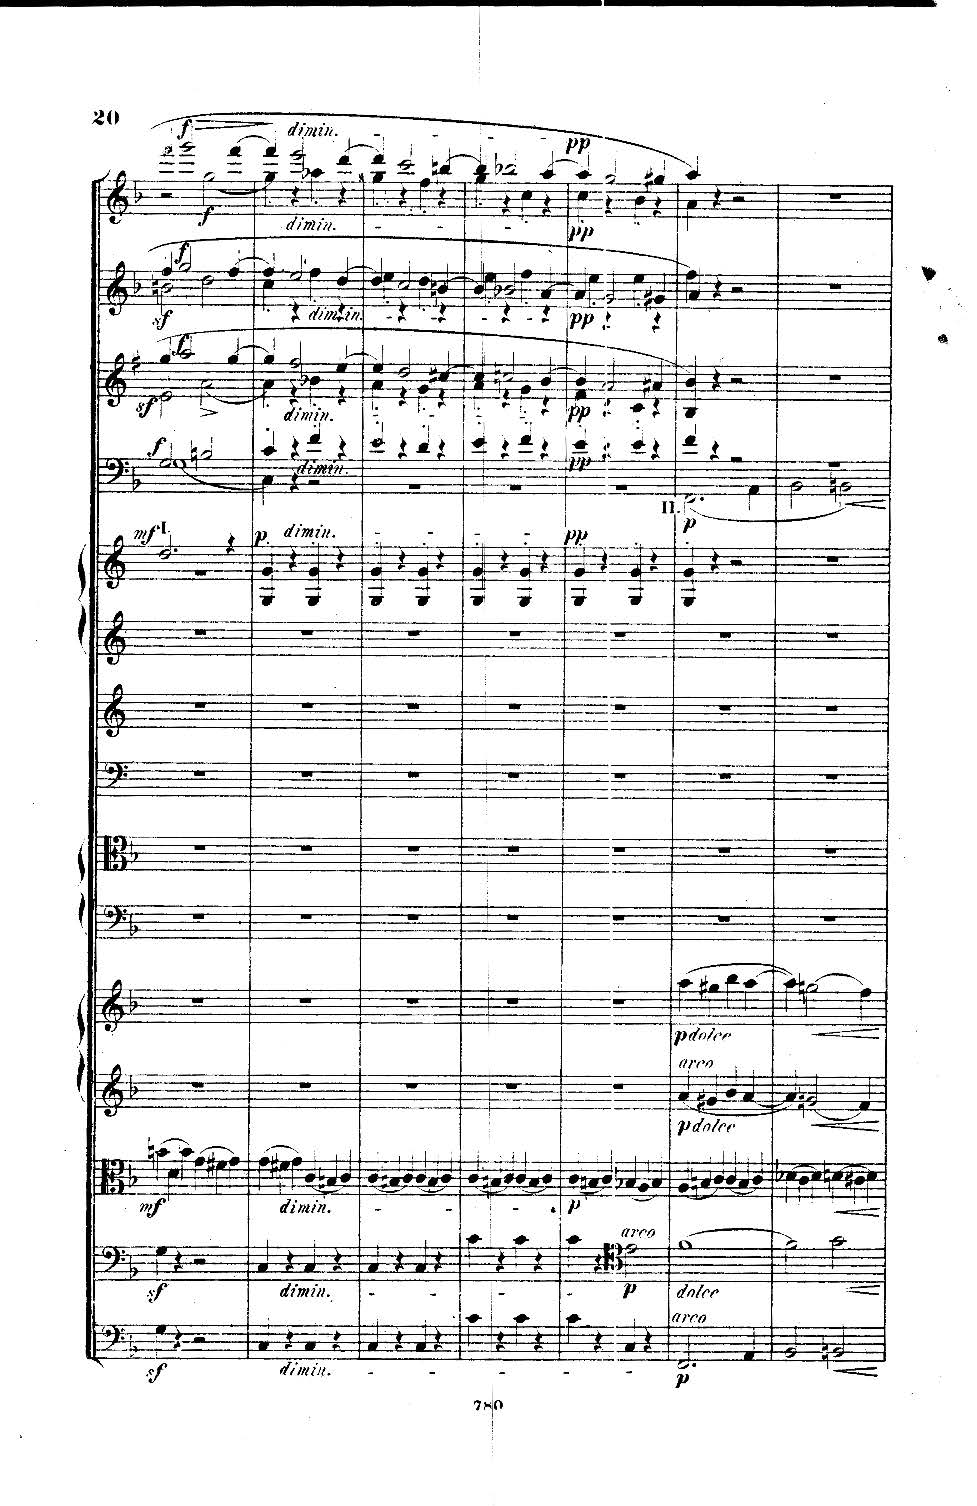 20
f dimin. pp
f dimin. pp
f
sf dimin. pp
f
sf dimin. pp
f
dimin. pp
II.
p
mf I. p dimin. pp
p dolce
arco
p dolce
mf dimin. p
arco
sf dimin. p dolce
arco
sf dimin. p
780